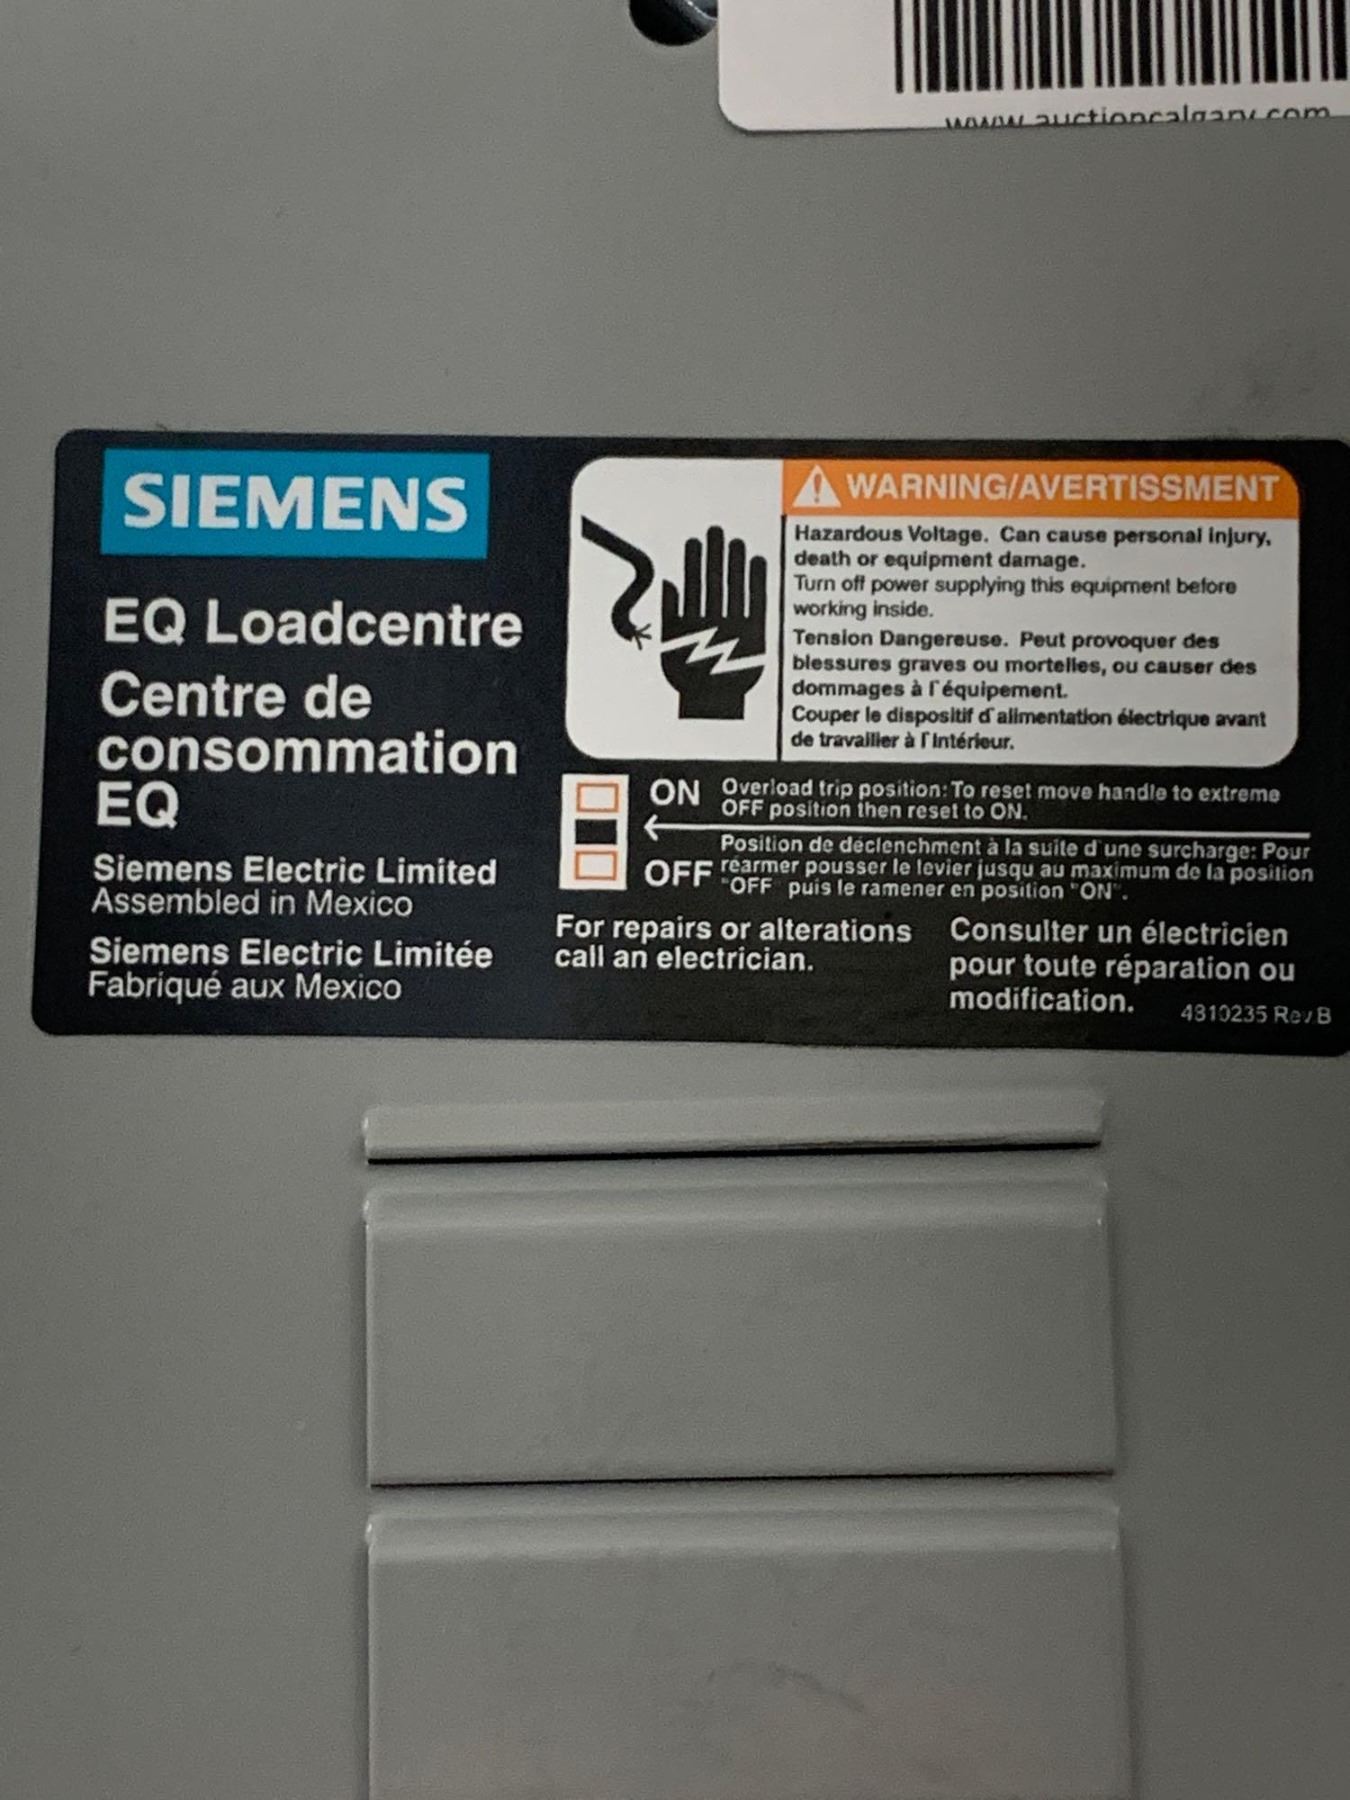 www.auctioncalgary.com
SIEMENS
EQ Loadcentre
Centre de
consommation
EQ
Siemens Electric Limited
Assembled in Mexico
Siemens Electric Limitée
Fabriqué aux Mexico
WARNING/AVERTISSMENT
Hazardous Voltage. Can cause personal injury,
death or equipment damage.
Turn off power supplying this equipment before
working inside.
Tension Dangereuse. Peut provoquer des
blessures graves ou mortelles, ou causer des
dommages à l'équipement.
Couper le dispositif d'alimentation électrique avant
de travailler à l'intérieur.
ON
Overload trip position: To reset move handle to extreme
OFF position then reset to ON.
OFF
Position de déclenchment à la suite d'une surcharge: Pour
réarmer pousser le levier jusqu au maximum de la position
"OFF" puis le ramener en position "ON".
For repairs or alterations
call an electrician.
Consulter un électricien
pour toute réparation ou
modification.
4810235 Rev.B